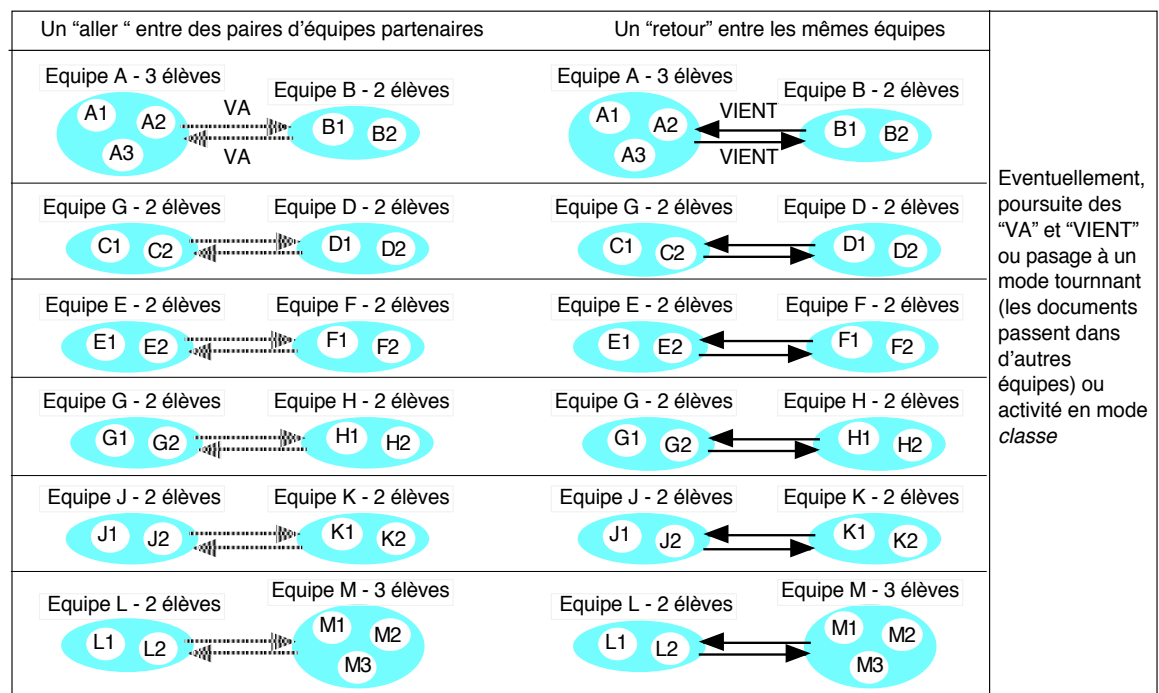 Un “aller “ entre des paires d'équipes partenaires
Un “retour” entre les mêmes équipes
Equipe A - 3 élèves
Equipe B - 2 élèves
A1 A2 A3
VA
VA
B1 B2
Equipe A - 3 élèves
Equipe B - 2 élèves
A1 A2 A3
VIENT
VIENT
B1 B2
Equipe G - 2 élèves
Equipe D - 2 élèves
C1 C2
D1 D2
Equipe G - 2 élèves
Equipe D - 2 élèves
C1 C2
D1 D2
Equipe E - 2 élèves
Equipe F - 2 élèves
E1 E2
F1 F2
Equipe E - 2 élèves
Equipe F - 2 élèves
E1 E2
F1 F2
Equipe G - 2 élèves
Equipe H - 2 élèves
G1 G2
H1 H2
Equipe G - 2 élèves
Equipe H - 2 élèves
G1 G2
H1 H2
Equipe J - 2 élèves
Equipe K - 2 élèves
J1 J2
K1 K2
Equipe J - 2 élèves
Equipe K - 2 élèves
J1 J2
K1 K2
Equipe L - 2 élèves
Equipe M - 3 élèves
L1 L2
M1 M2 M3
Equipe L - 2 élèves
Equipe M - 3 élèves
L1 L2
M1 M2 M3
Eventuellement,
poursuite des
“VA” et “VIENT”
ou pasage à un
mode tournnant
(les documents
passent dans
d'autres
équipes) ou
activité en mode
classe